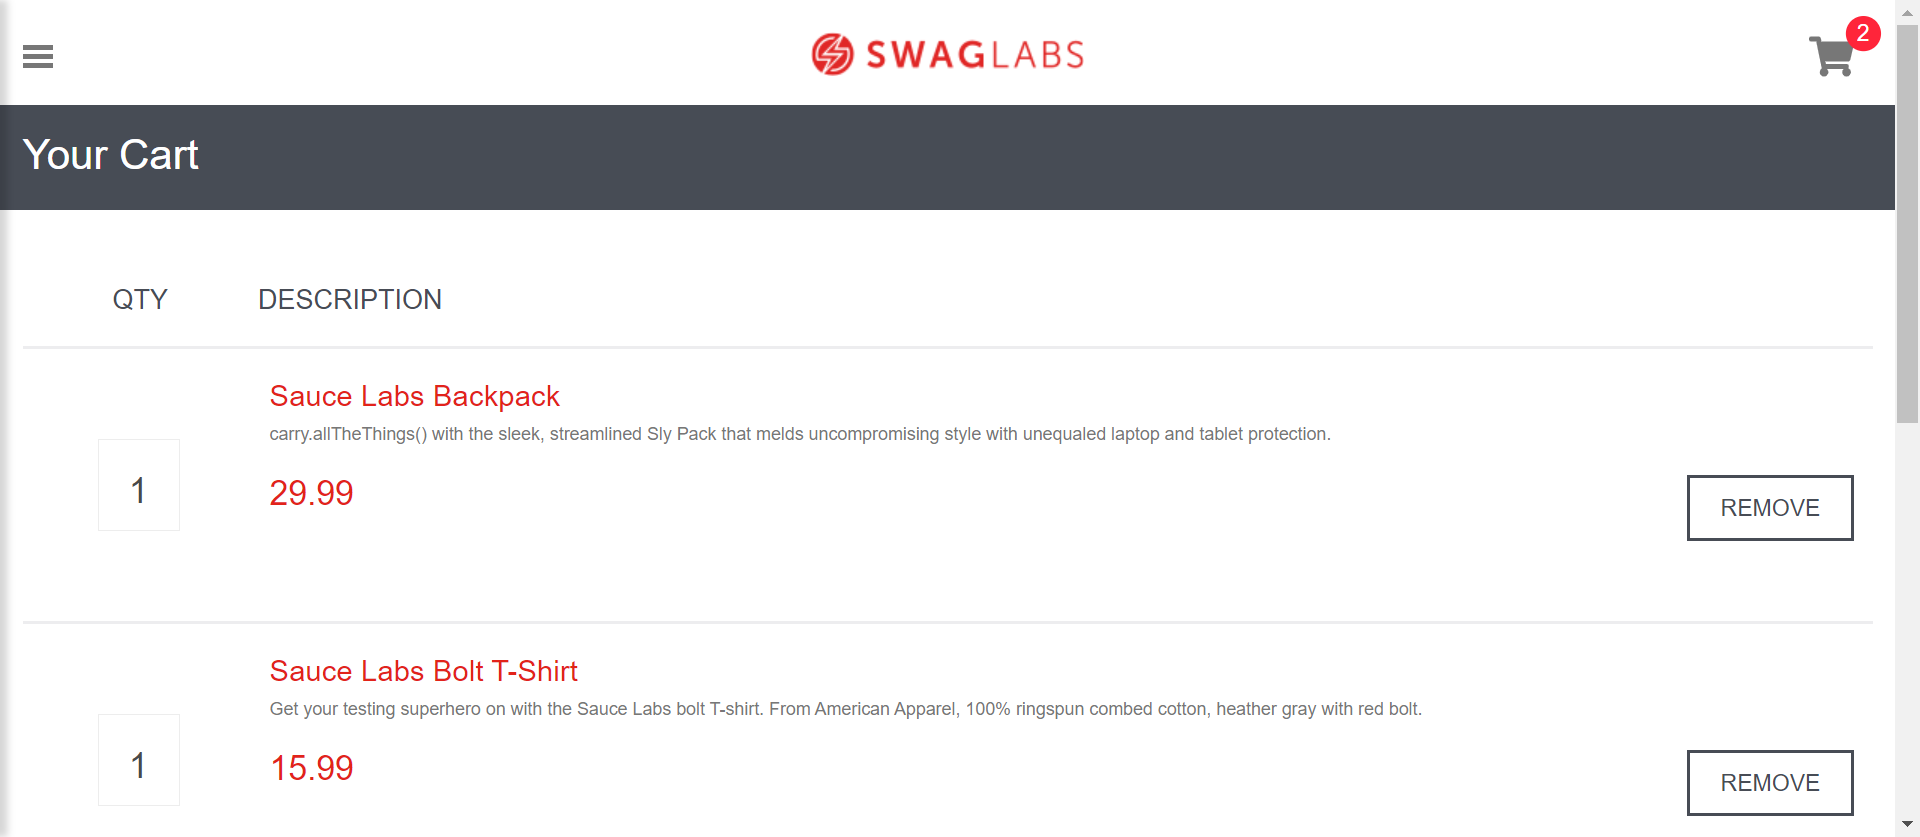 SWAGLABS
2
Your Cart
QTY DESCRIPTION
Sauce Labs Backpack
carry.allTheThings() with the sleek, streamlined Sly Pack that melds uncompromising style with unequaled laptop and tablet protection.
1
29.99
REMOVE
Sauce Labs Bolt T-Shirt
Get your testing superhero on with the Sauce Labs bolt T-shirt. From American Apparel, 100% ringspun combed cotton, heather gray with red bolt.
1
15.99
REMOVE